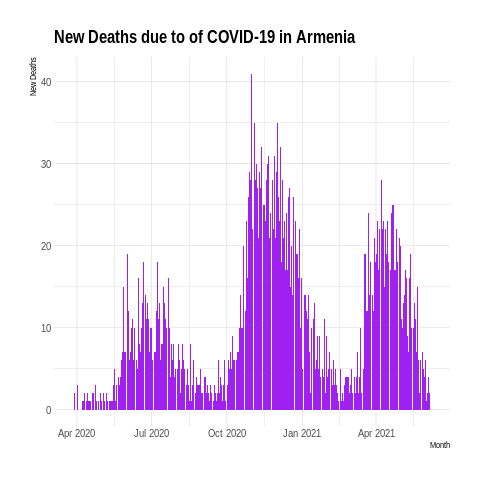 New Deaths due to of COVID-19 in Armenia
New Deaths
40
30
20
10
0
Apr 2020 Jul 2020 Oct 2020 Jan 2021 Apr 2021
Month